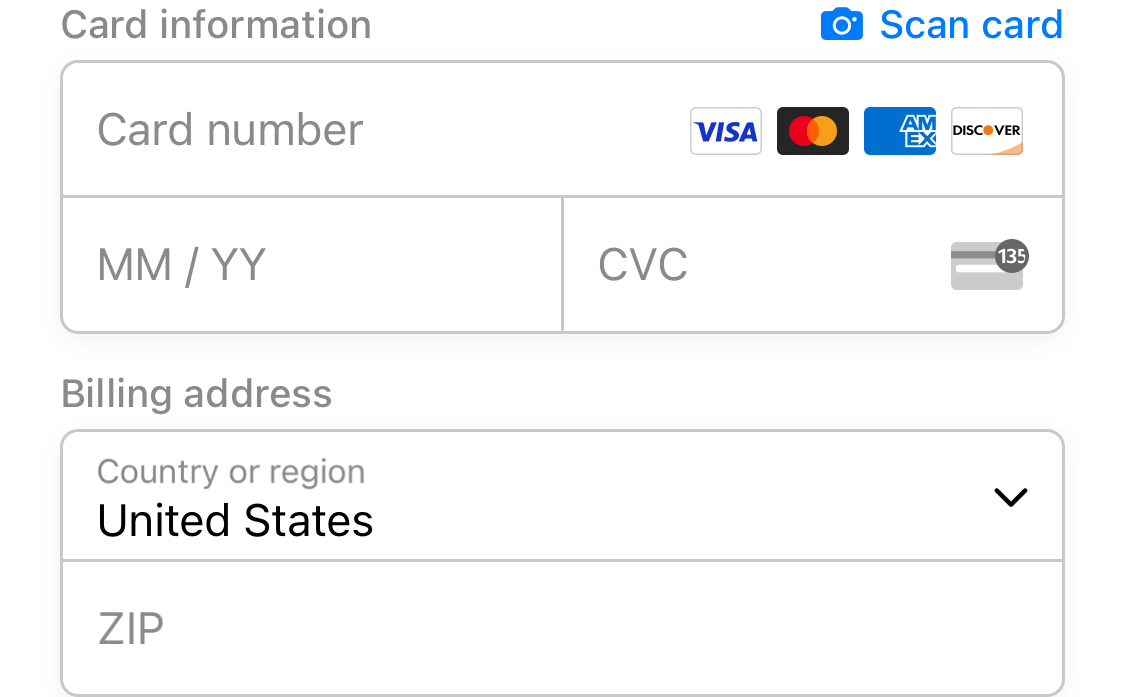 Card information Scan card
Card number VISA AM EX DISCOVER
MM / YY CVC 135
Billing address
Country or region
United States
ZIP